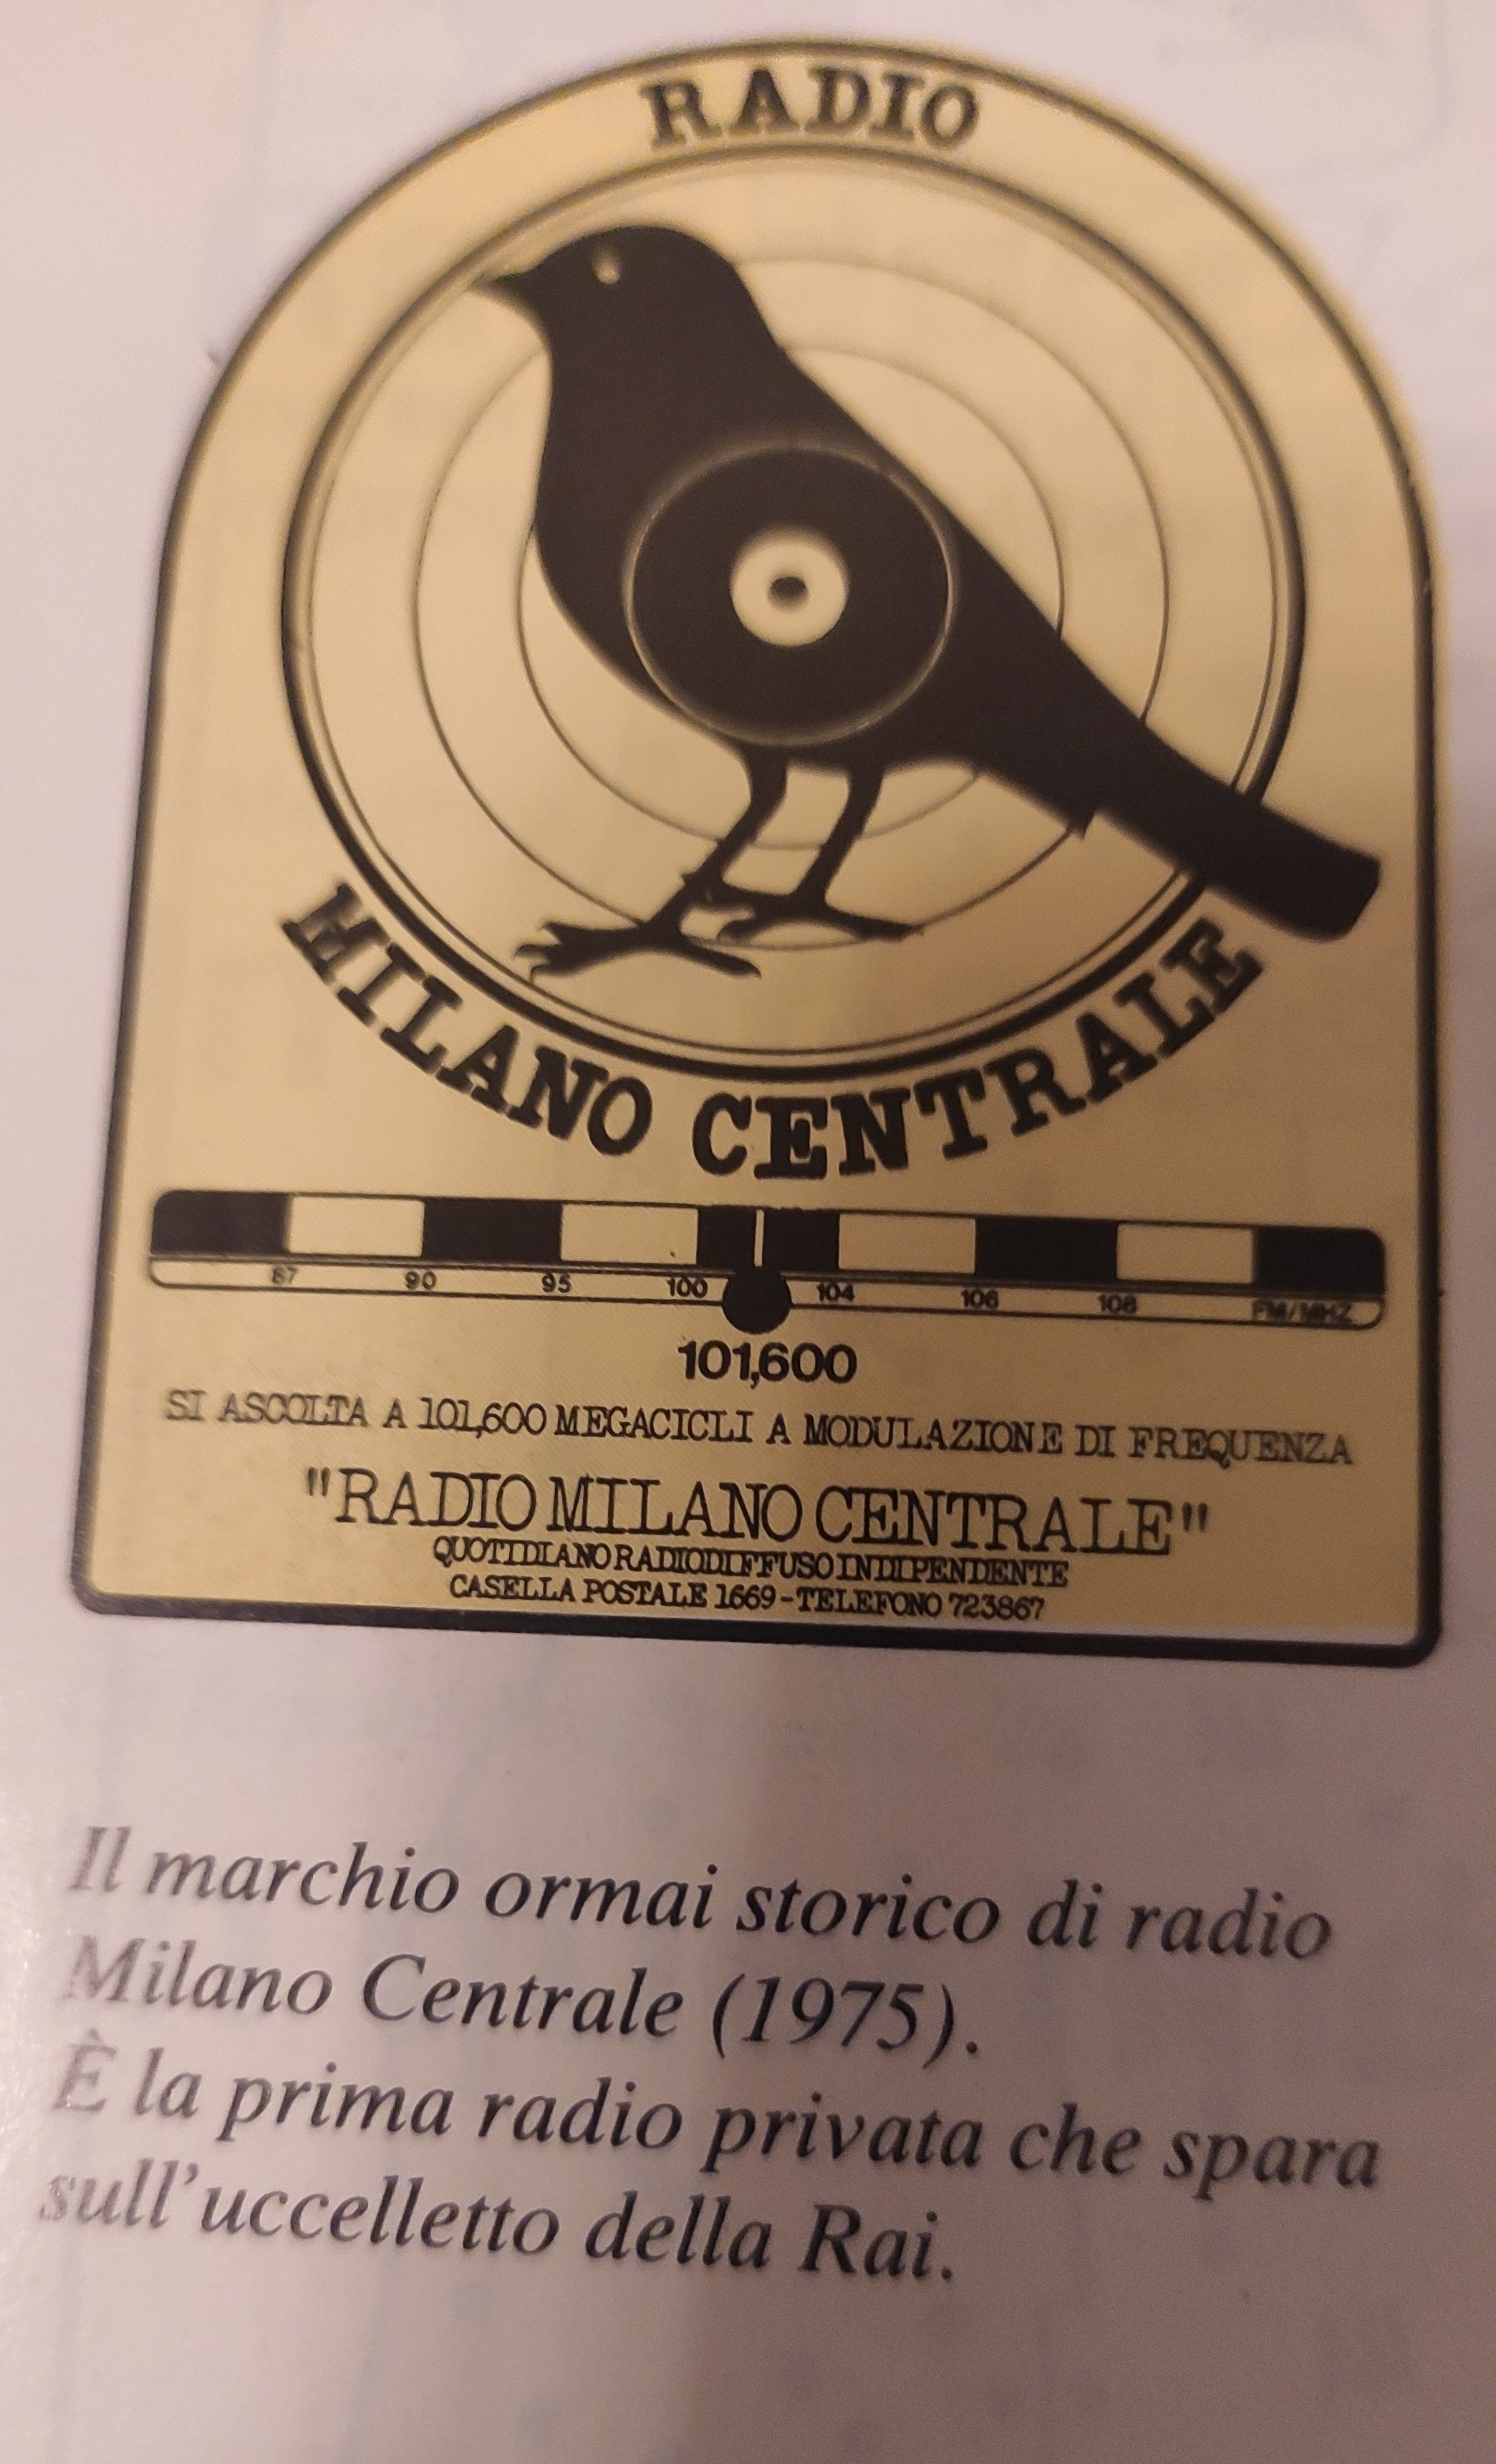 RADIO
MILANO CENTRALE
87 90 95 100 104 106 108 FM/MHZ
101,600
SI ASCOLTA A 101,600 MEGACICLI A MODULAZIONE DI FREQUENZA
"RADIO MILANO CENTRALE"
QUOTIDIANO RADIODIFFUSO INDIPENDENTE
CASELLA POSTALE 1669 - TELEFONO 723867
Il marchio ormai storico di radio
Milano Centrale (1975).
È la prima radio privata che spara
sull'uccelletto della Rai.